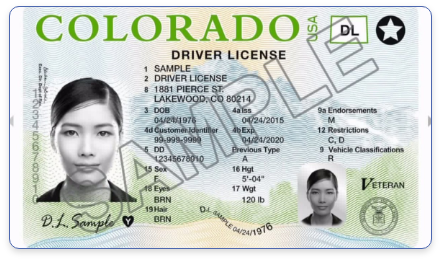 COLORADO USA DL
DRIVER LICENSE
1 SAMPLE
2 DRIVER LICENSE
8 1881 PIERCE ST.
LAKEWOOD, CO 80214
3 DOB 4a Iss 9a Endorsements
04/24/1976 04/24/2015 M
4d Customer Identifier 4b Exp 12 Restrictions
99-999-9999 04/24/2020 C, D
5 DD Previous Type 9 Vehicle Classifications
12345678910 A R
15 Sex 16 Hgt
F 5'-04"
18 Eyes 17 Wgt
BRN 120 lb
19 Hair
BRN
VETERAN
D.L. Sample Y
D.L. SAMPLE 04/24/1976
SAMPLE